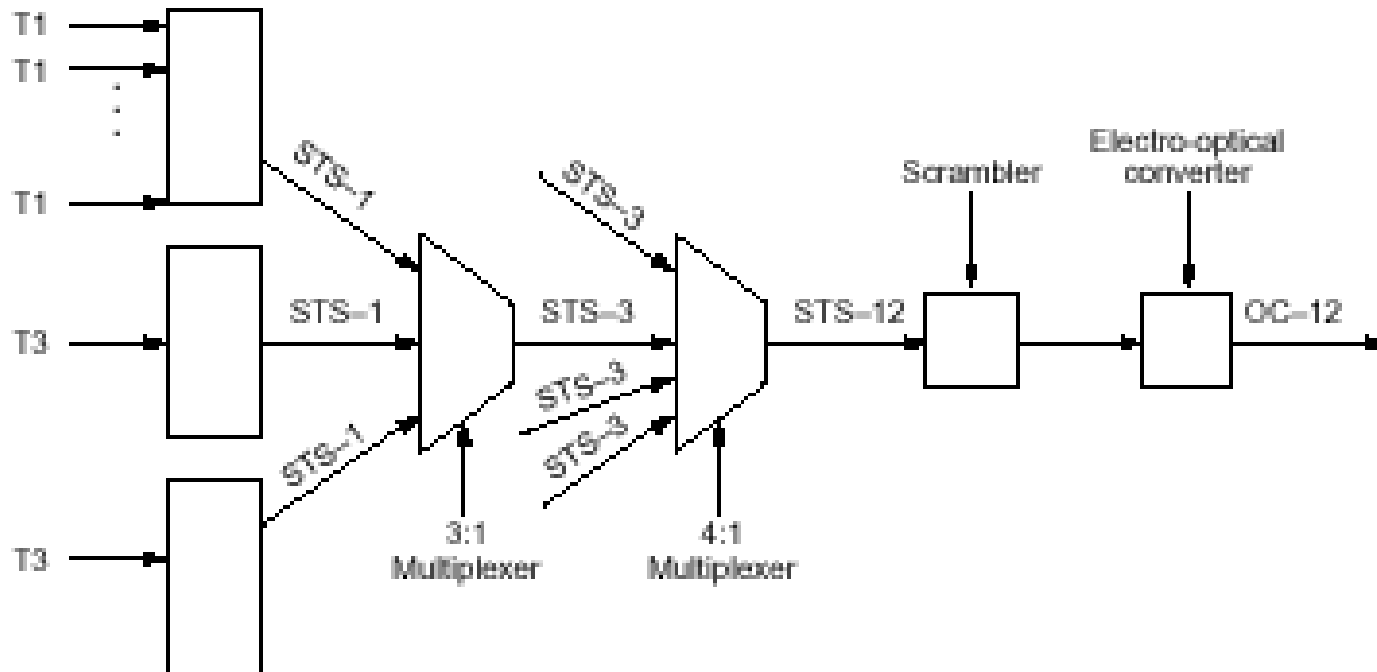 T1
T1
T1
STS–1
STS–3
Scrambler
Electro-optical
converter
T3
STS–1
STS–3
STS–12
OC–12
STS–3
STS–1
STS–3
T3
3:1
Multiplexer
4:1
Multiplexer